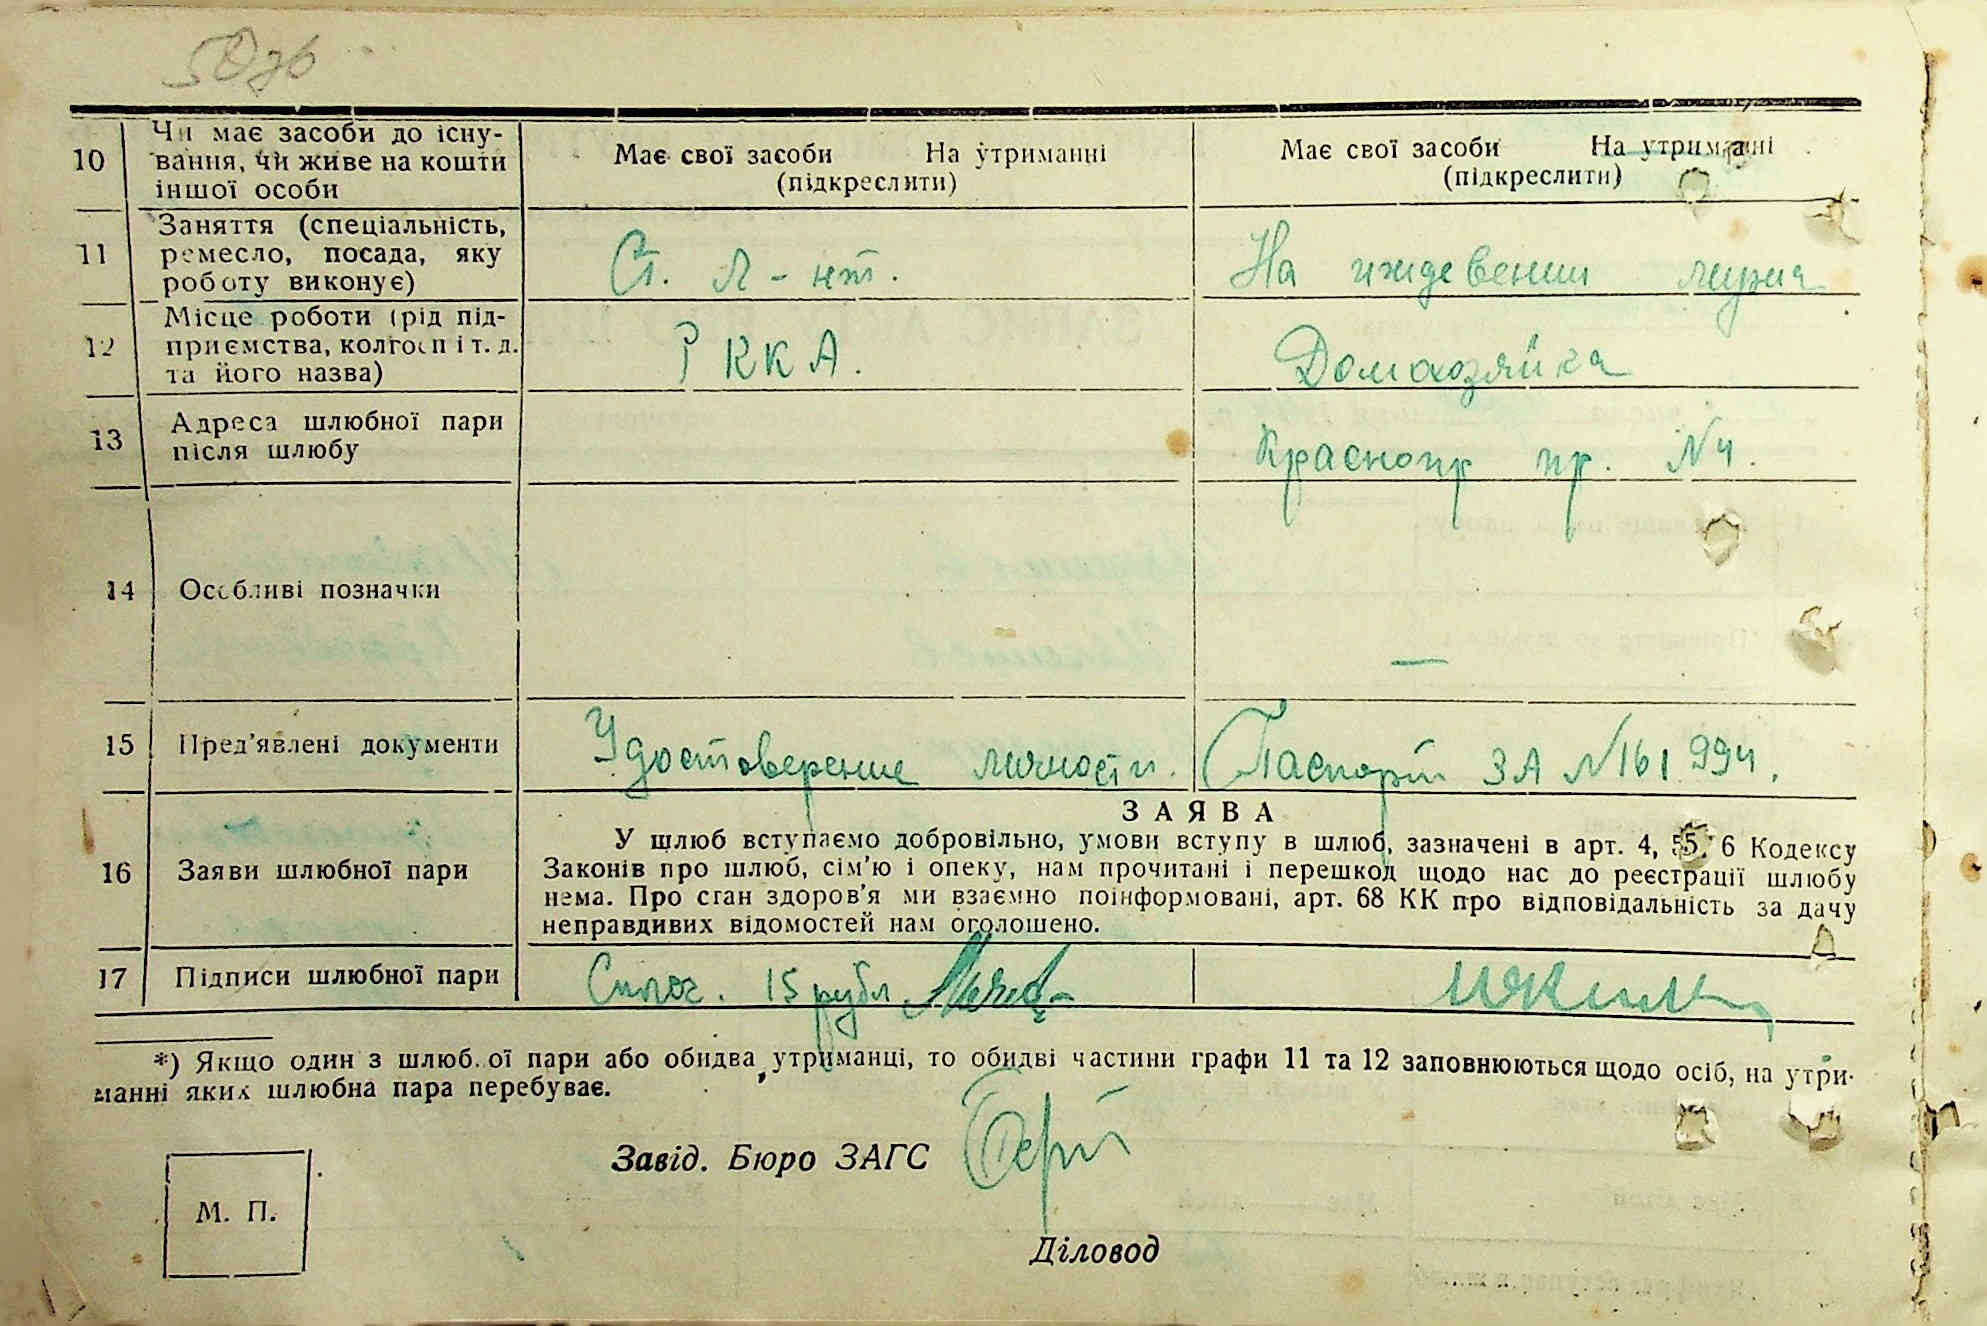 10 Чи має засоби до існу-
вання, чи живе на кошти
іншої особи
Має свої засоби На утриманні
(підкреслити)
Має свої засоби На утриманні
(підкреслити)
11 Заняття (спеціальність,
ремесло, посада, яку
роботу виконує)
Ст. Л-нт.
На иждевении мужа
12 Місце роботи (рід під-
приємства, колгосп і т. д.
та його назва)
РККА.
Домохозяйка
13 Адреса шлюбної пари
після шлюбу
Краснопр пр. №4.
14 Особливі позначки
—
15 Пред'явлені документи
Удостоверение личности.
Паспорт ЗА №161994.
16 Заяви шлюбної пари
ЗАЯВА
У шлюб вступаємо добровільно, умови вступу в шлюб, зазначені в арт. 4, 5, 6 Кодексу
Законів про шлюб, сім'ю і опеку, нам прочитані і перешкод щодо нас до реєстрації шлюбу
нема. Про стан здоров'я ми взаємно поінформовані, арт. 68 КК про відповідальність за дачу
неправдивих відомостей нам оголошено.
17 Підписи шлюбної пари
15 рубл
*) Якщо один з шлюбної пари або обидва утриманці, то обидві частини графи 11 та 12 заповнюються щодо осіб, на утри-
манні яких шлюбна пара перебуває.
Завід. Бюро ЗАГС
М. П.
Діловод